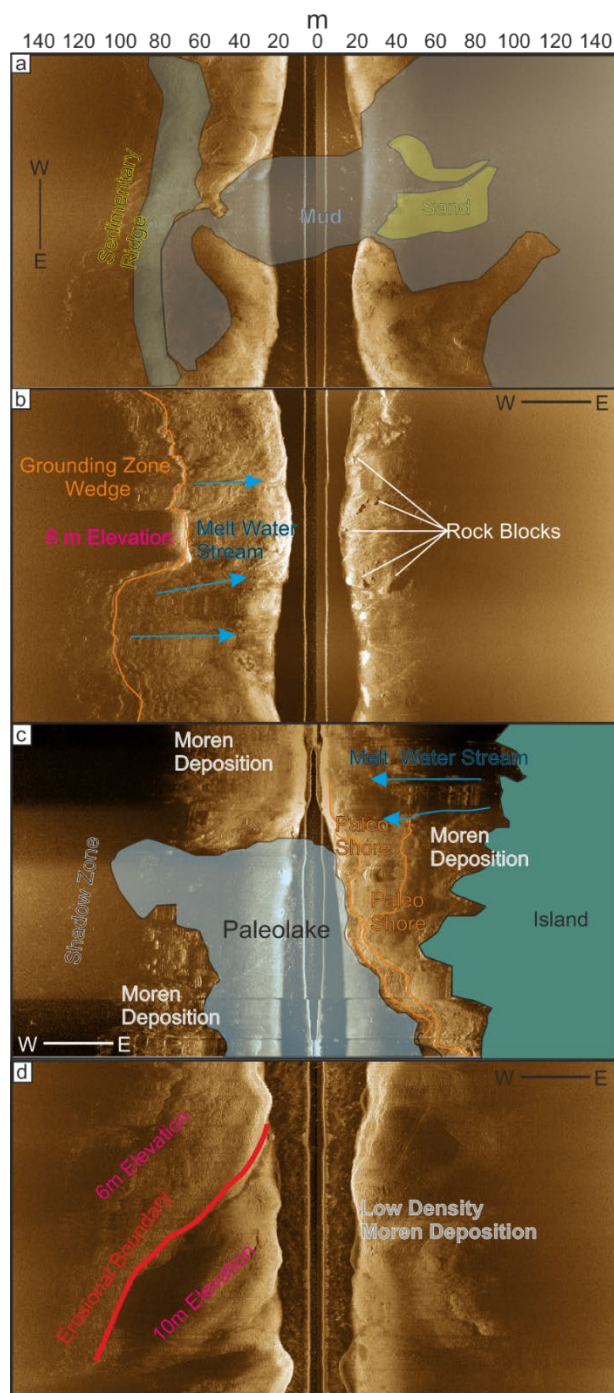 m
140 120 100 80 60 40 20 0 20 40 60 80 100 120 140
a
W
E
Sedimentary
Ridge
Mud
Sand
b
W E
Grounding Zone
Wedge
6 m Elevation
Melt Water
Stream
Rock Blocks
c
Moren
Deposition
Melt Water Stream
Paleo
Shore
Moren
Deposition
Shadow Zone
Paleolake
Paleo
Shore
Island
Moren
Deposition
W E
d
W E
6m Elevation
Erosional Boundary
10m Elevation
Low Density
Moren Deposition